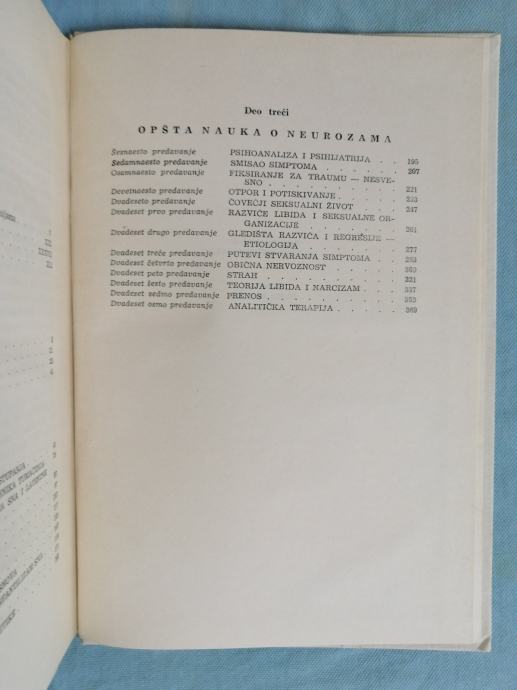 Deo treći
OPŠTA NAUKA O NEUROZAMA
Šesnaesto predavanje PSIHOANALIZA I PSIHIJATRIJA . . 195
Sedamnaesto predavanje SMISAO SIMPTOMA . . . . . . 207
Osamnaesto predavanje FIKSIRANJE ZA TRAUMU — NESVE-
SNO . . . . . . . . . . . 221
Devetnaesto predavanje OTPOR I POTISKIVANJE . . . . . 233
Dvadeseto predavanje ČOVEČJI SEKSUALNI ŽIVOT . . . 247
Dvadeset prvo predavanje RAZVIĆE LIBIDA I SEKSUALNE OR-
GANIZACIJE . . . . . . . . 261
Dvadeset drugo predavanje GLEDIŠTA RAZVIĆA I REGRESIJE —
ETIOLOGIJA . . . . . . . . 277
Dvadeset treće predavanje PUTEVI STVARANJA SIMPTOMA . .
Dvadeset četvrto predavanje OBIČNA NERVOZNOST . . . .
Dvadeset peto predavanje STRAH . . . . . . . . . . .
Dvadeset šesto predavanje TEORIJA LIBIDA I NARCIZAM . . . 337
Dvadeset sedmo predavanje PRENOS . . . . . . . . . . 353
Dvadeset osmo predavanje ANALITIČKA TERAPIJA . . . . . 369